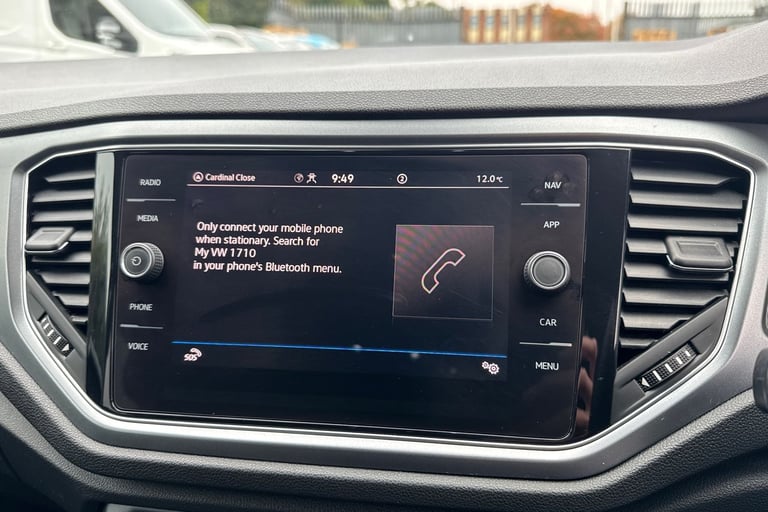 RADIO
MEDIA
PHONE
VOICE
Cardinal Close 9:49 2 12.0°C
Only connect your mobile phone
when stationary. Search for
My VW 1710
in your phone's Bluetooth menu.
SOS
NAV
APP
CAR
MENU